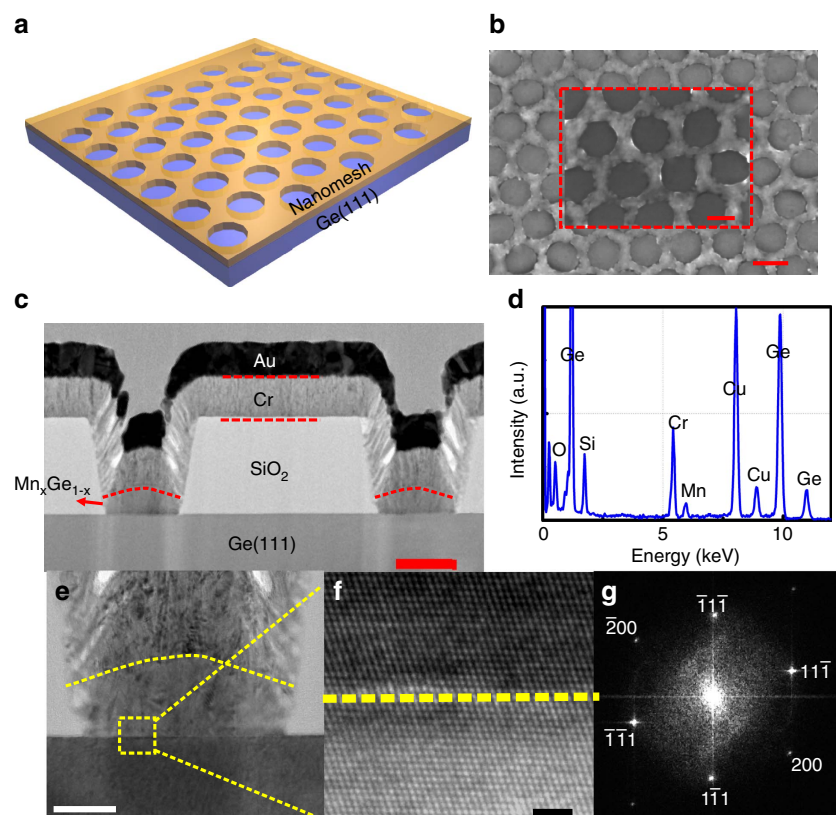 a
Nanomesh
Ge(111)
b
c
Au
Cr
SiO₂
MnₓGe₁₋ₓ
Ge(111)
d
Intensity (a.u.)
Ge
Cu
Ge
O
Si
Cr
Mn
Cu
Ge
0 5 10
Energy (keV)
e
f
g
1̅11̅
2̅00
111̅
1̅1̅1
200
11̅1